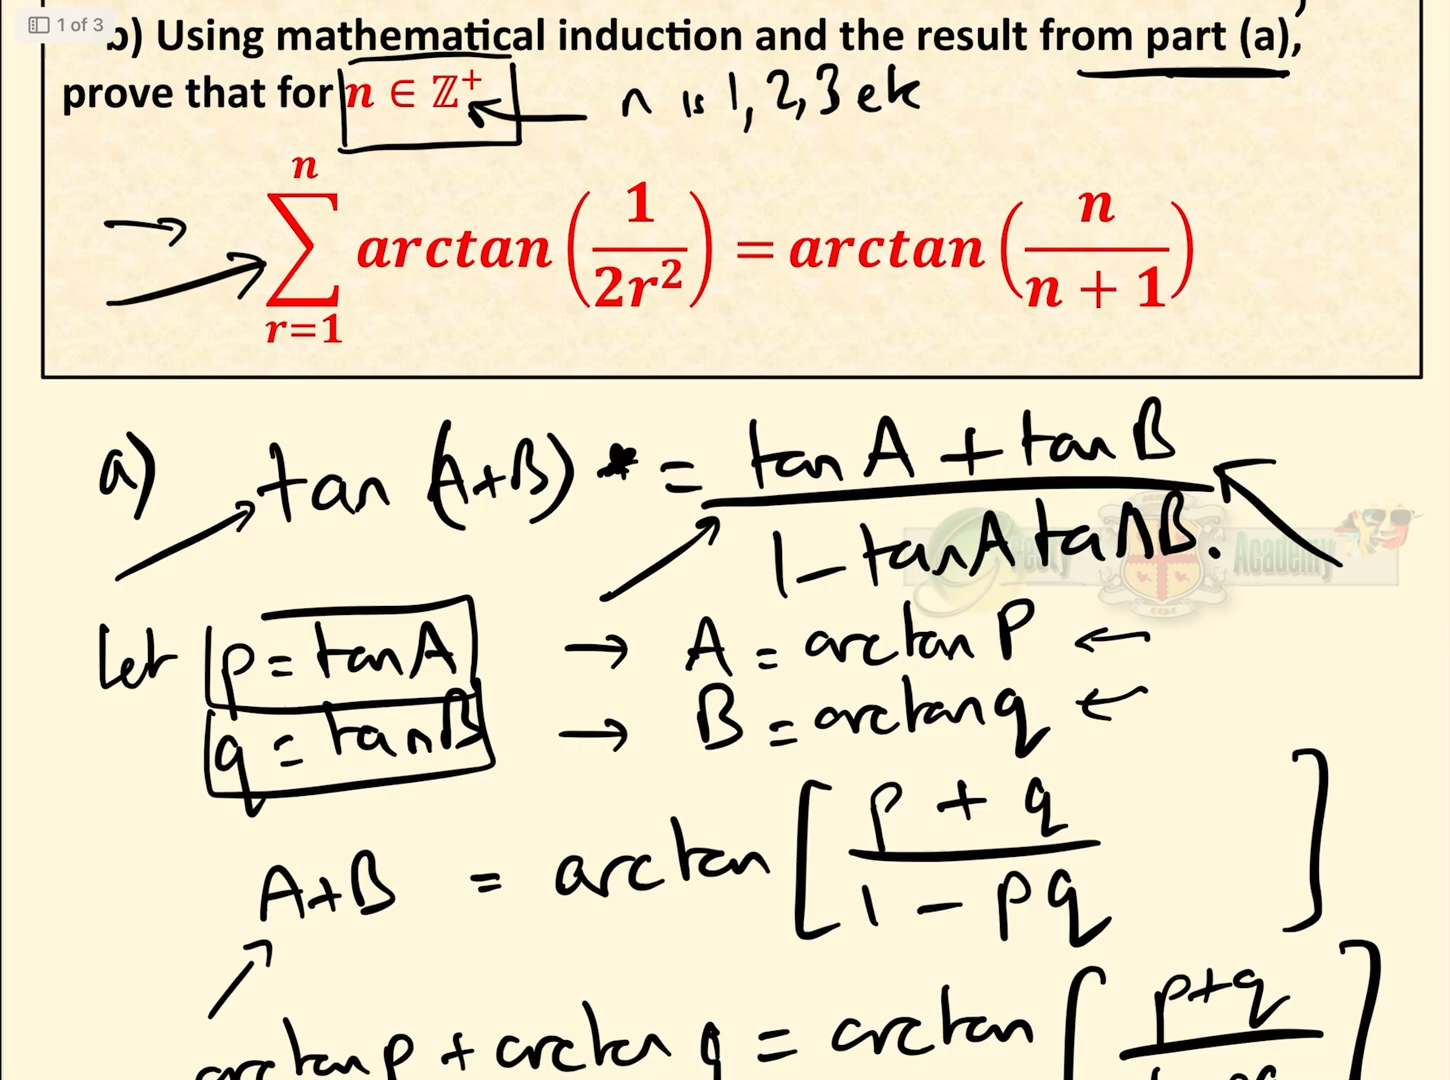 1 of 3
b) Using mathematical induction and the result from part (a),
prove that for n ∈ ℤ⁺ n is 1, 2, 3 etc
n
∑ arctan (1/2r²) = arctan (n/n + 1)
r=1
a) tan (A+B) = tan A + tan B / 1 - tan A tan B.
Academy
Let p = tan A → A = arctan P ←
q = tan B → B = arctan q ←
A+B = arctan [p + q / 1 - pq]
arctan p + arctan q = arctan [p+q